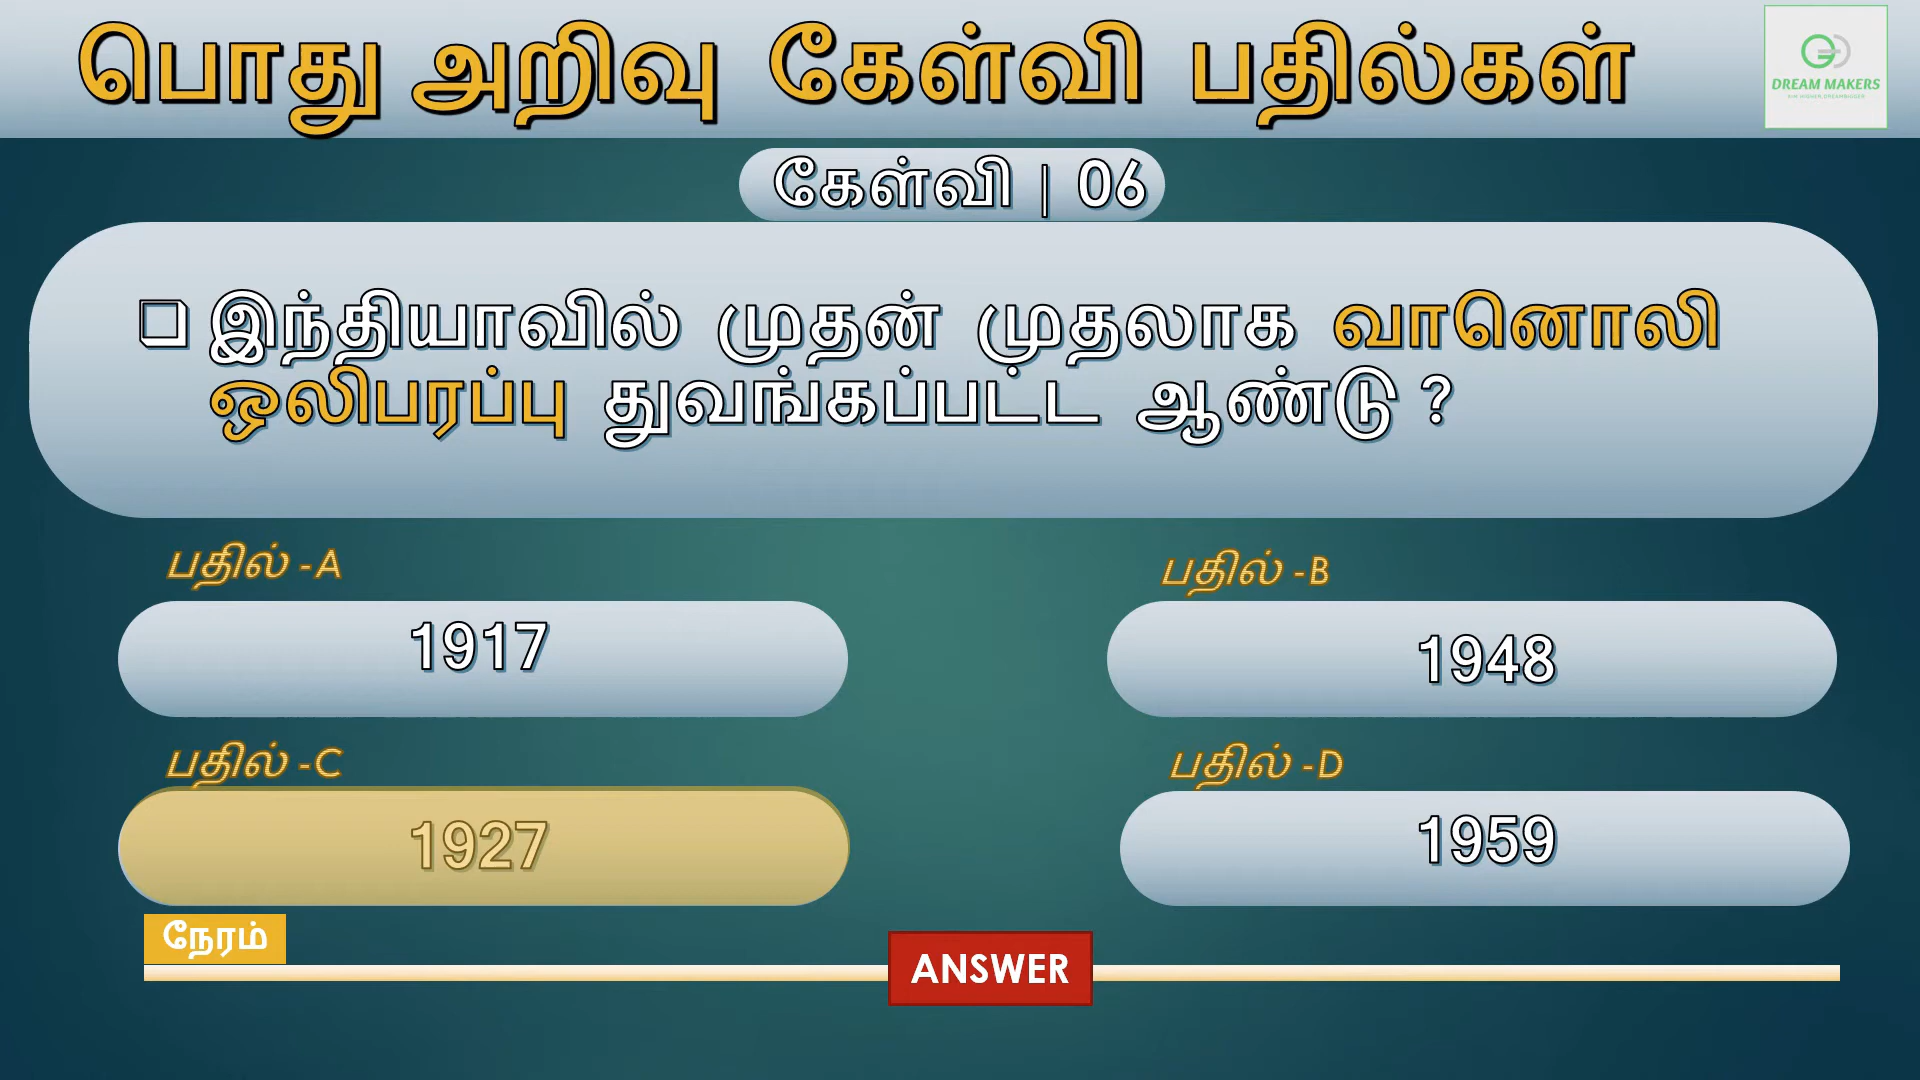 பொது அறிவு கேள்வி பதில்கள்
DREAM MAKERS
கேள்வி | 06
❑ இந்தியாவில் முதன் முதலாக வானொலி
ஒலிபரப்பு துவங்கப்பட்ட ஆண்டு ?
பதில் -A
பதில் -B
1917
1948
பதில் -C
பதில் -D
1927
1959
நேரம்
ANSWER